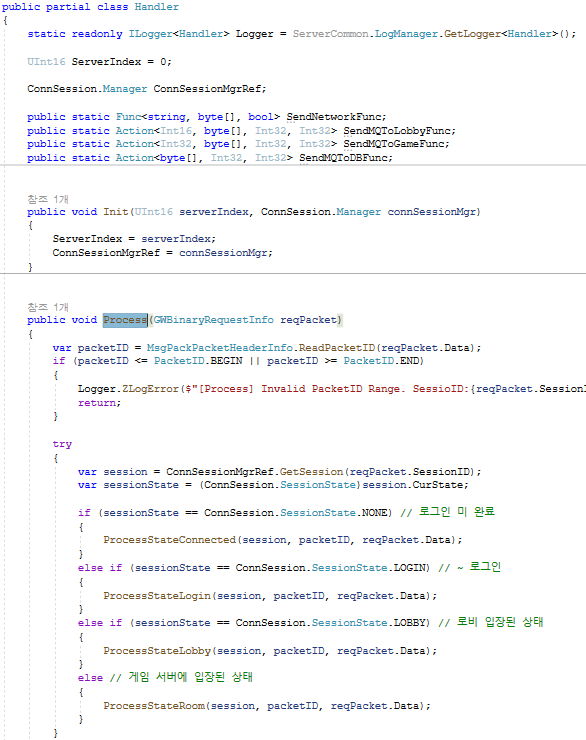 public partial class Handler
{
static readonly ILogger<Handler> Logger = ServerCommon.LogManager.GetLogger<Handler>();
UInt16 ServerIndex = 0;
ConnSession.Manager ConnSessionMgrRef;
public static Func<string, byte[], bool> SendNetworkFunc;
public static Action<Int16, byte[], Int32, Int32> SendMQToLobbyFunc;
public static Action<Int32, byte[], Int32, Int32> SendMQToGameFunc;
public static Action<byte[], Int32, Int32> SendMQToDBFunc;
참조 1개
public void Init(UInt16 serverIndex, ConnSession.Manager connSessionMgr)
{
ServerIndex = serverIndex;
ConnSessionMgrRef = connSessionMgr;
}
참조 1개
public void Process(GWBinaryRequestInfo reqPacket)
{
var packetID = MsgPackPacketHeaderInfo.ReadPacketID(reqPacket.Data);
if (packetID <= PacketID.BEGIN || packetID >= PacketID.END)
{
Logger.ZLogError($"[Process] Invalid PacketID Range. SessioID:{reqPacket.Session
return;
}
try
{
var session = ConnSessionMgrRef.GetSession(reqPacket.SessionID);
var sessionState = (ConnSession.SessionState)session.CurState;
if (sessionState == ConnSession.SessionState.NONE) // 로그인 미 완료
{
ProcessStateConnected(session, packetID, reqPacket.Data);
}
else if (sessionState == ConnSession.SessionState.LOGIN) // ~ 로그인
{
ProcessStateLogin(session, packetID, reqPacket.Data);
}
else if (sessionState == ConnSession.SessionState.LOBBY) // 로비 입장된 상태
{
ProcessStateLobby(session, packetID, reqPacket.Data);
}
else // 게임 서버에 입장된 상태
{
ProcessStateRoom(session, packetID, reqPacket.Data);
}
}